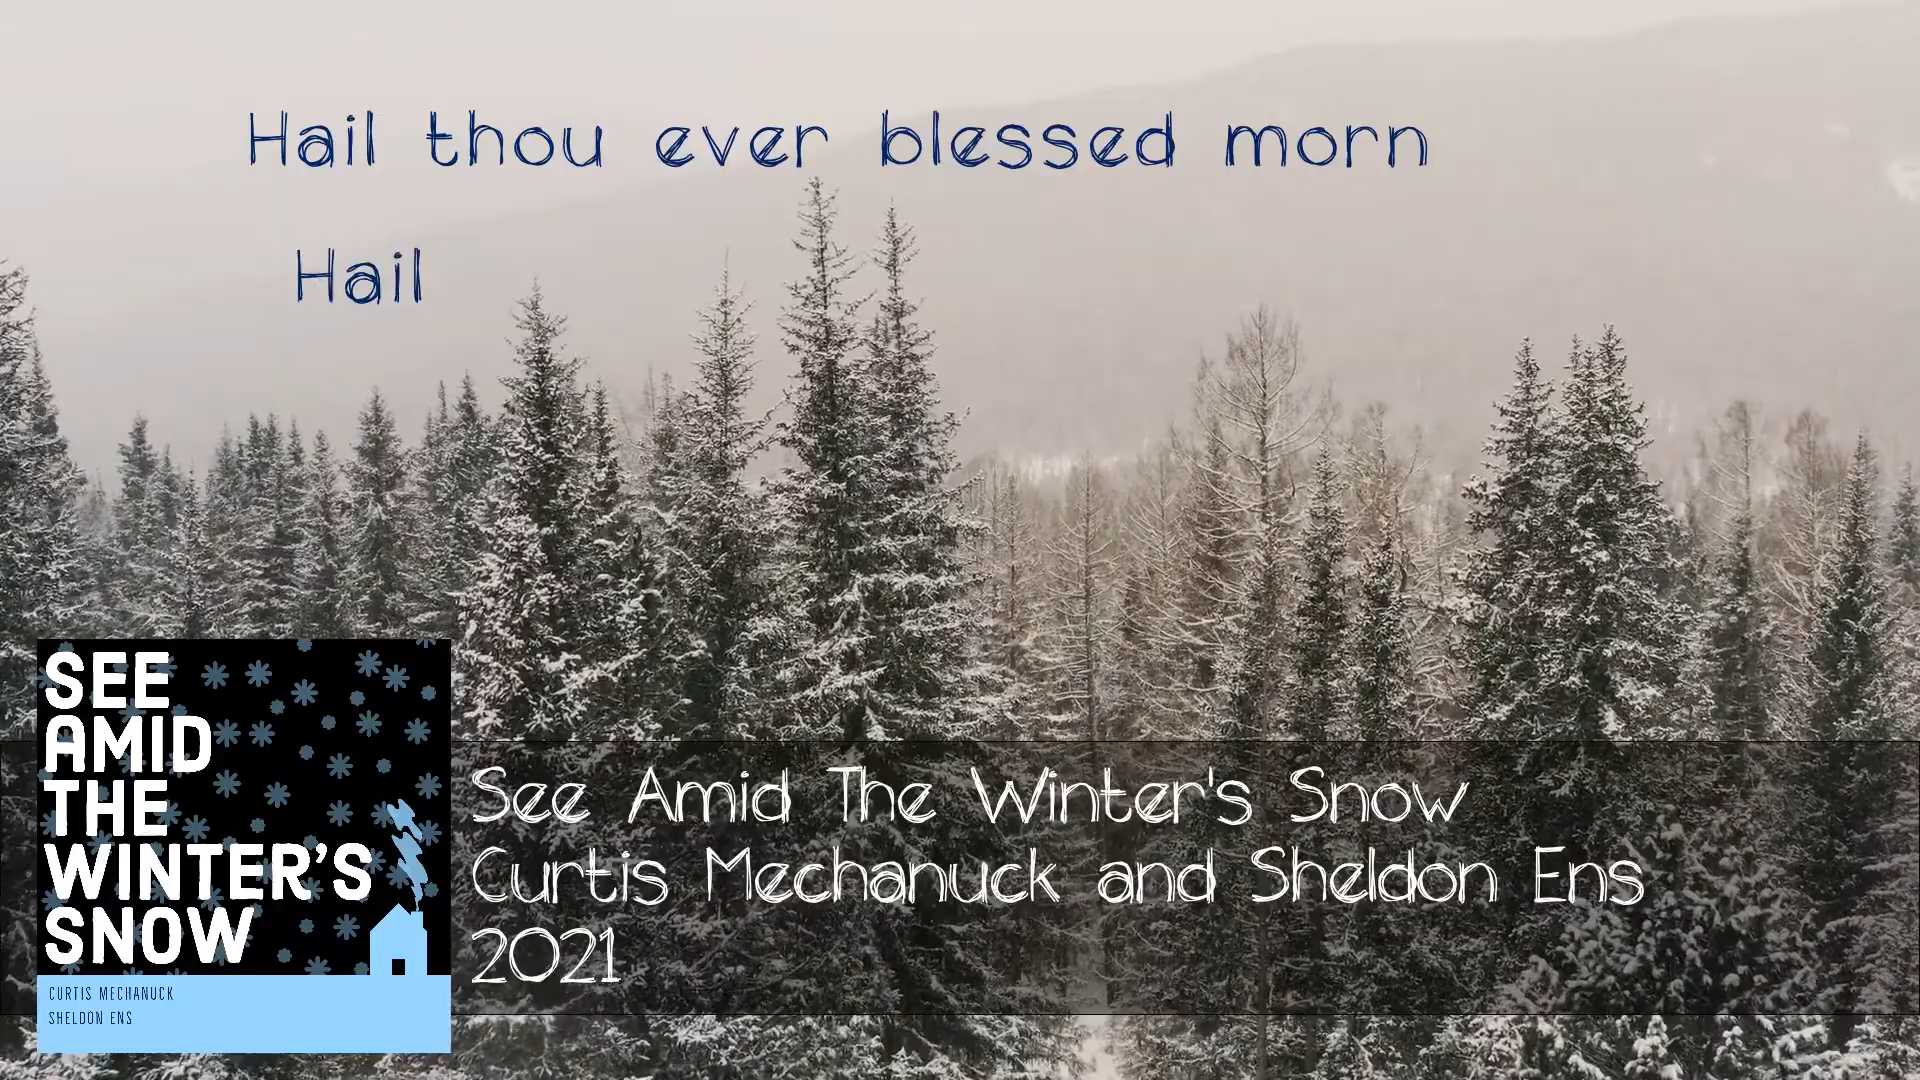 Hail thou ever blessed morn
Hail
SEE
AMID
THE
WINTER'S
SNOW
CURTIS MECHANUCK
SHELDON ENS
See Amid The Winter's Snow
Curtis Mechanuck and Sheldon Ens
2021